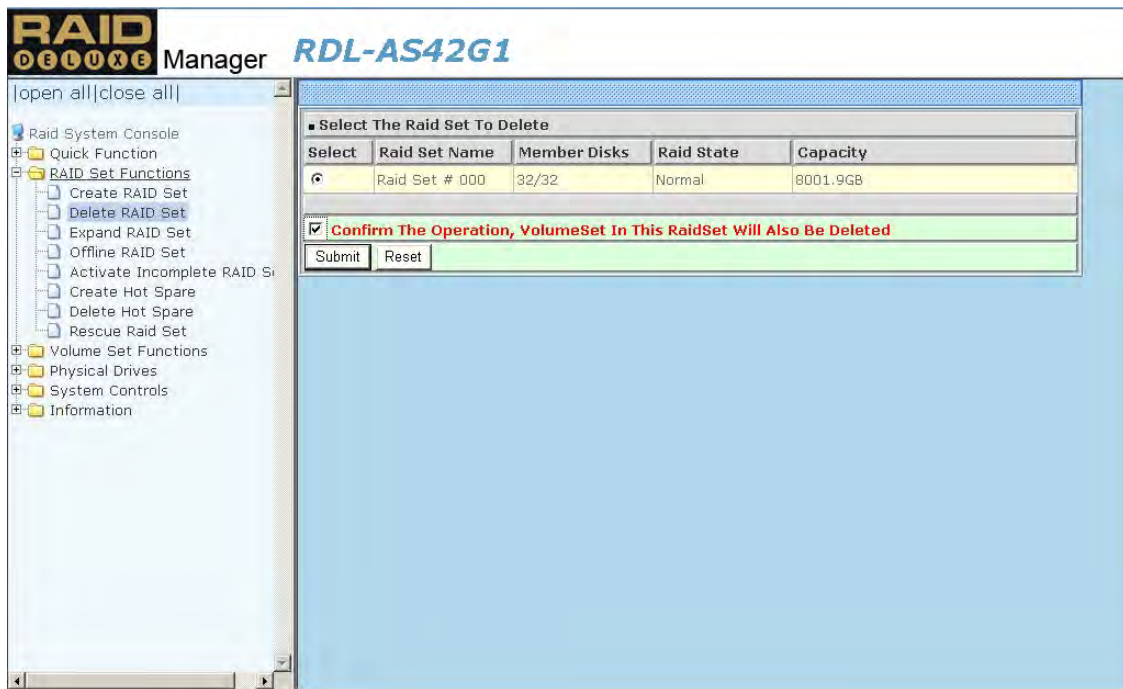 RAID
DELUXE Manager
RDL-AS42G1
|open all|close all|
Raid System Console
Quick Function
RAID Set Functions
Create RAID Set
Delete RAID Set
Expand RAID Set
Offline RAID Set
Activate Incomplete RAID Se
Create Hot Spare
Delete Hot Spare
Rescue Raid Set
Volume Set Functions
Physical Drives
System Controls
Information
Select The Raid Set To Delete
Select Raid Set Name Member Disks Raid State Capacity
Raid Set # 000 32/32 Normal 8001.9GB
Confirm The Operation, VolumeSet In This RaidSet Will Also Be Deleted
Submit Reset